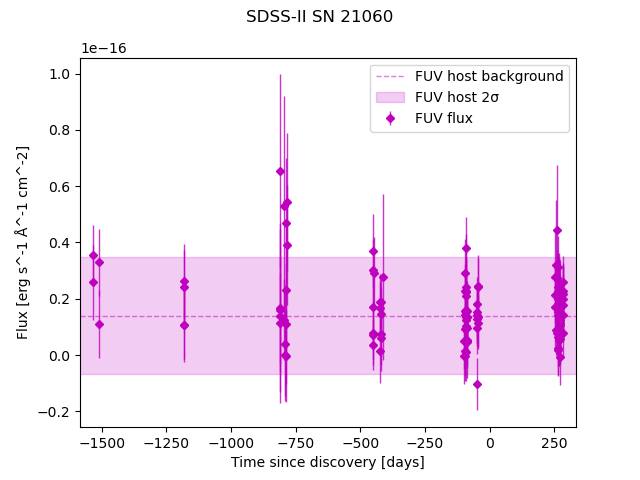 SDSS-II SN 21060
1e−16
FUV host background
FUV host 2σ
FUV flux
1.0
0.8
0.6
0.4
0.2
0.0
−0.2
Flux [erg s^-1 Å^-1 cm^-2]
−1500 −1250 −1000 −750 −500 −250 0 250
Time since discovery [days]